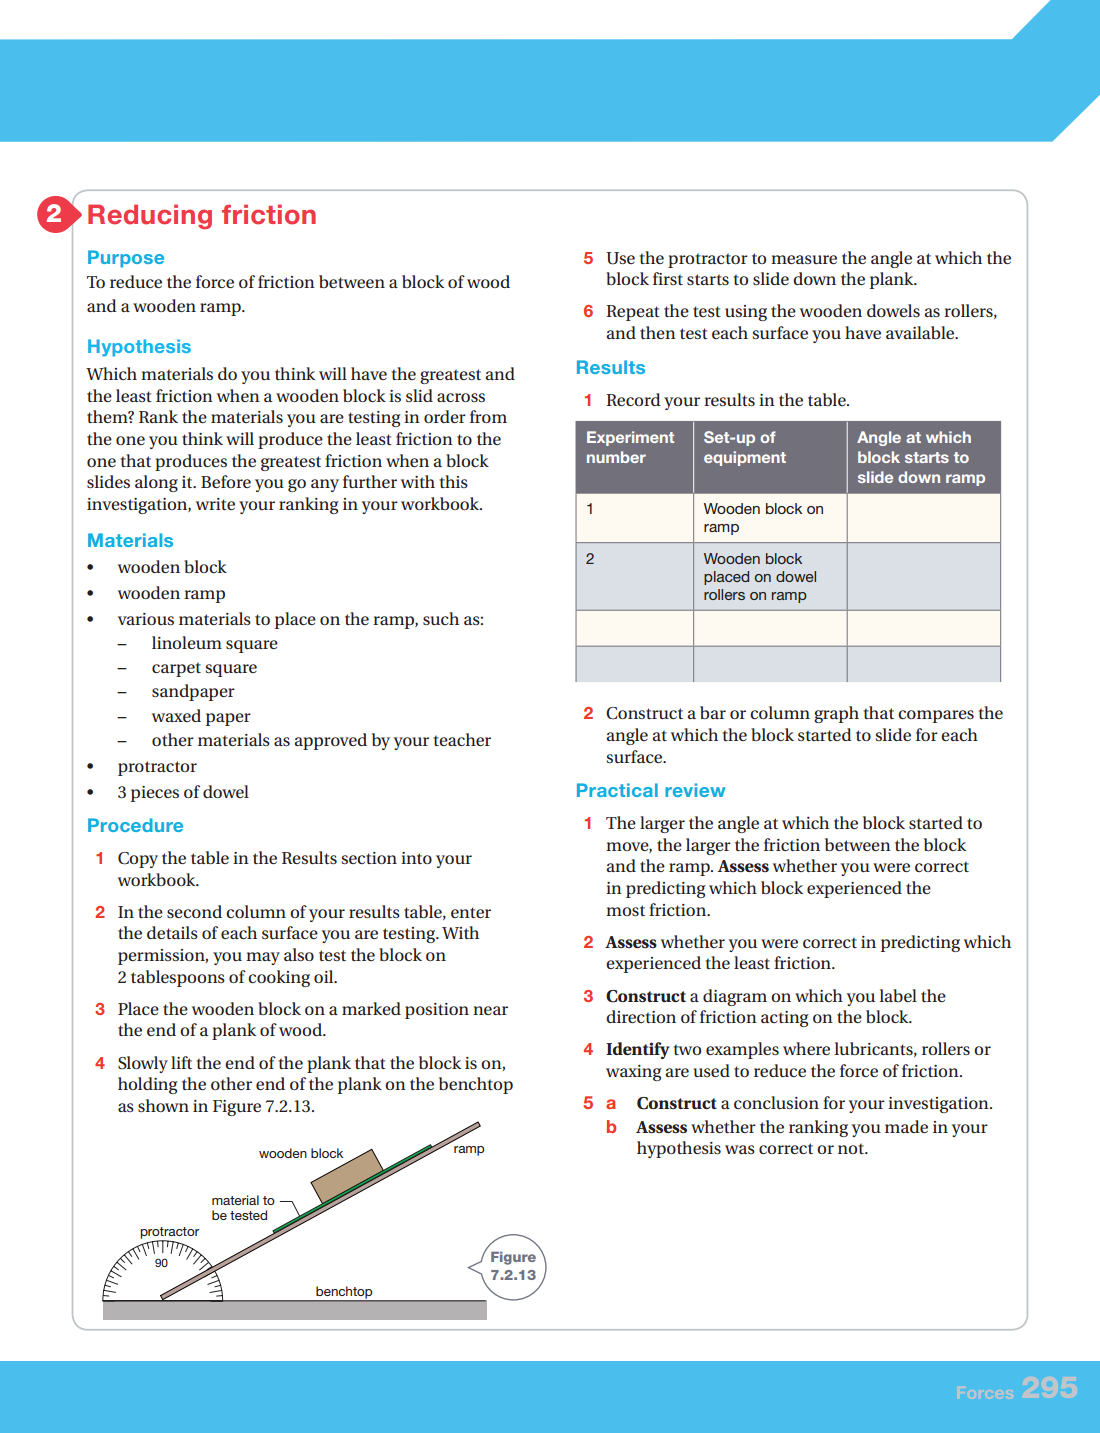 2 Reducing friction
Purpose
To reduce the force of friction between a block of wood
and a wooden ramp.
Hypothesis
Which materials do you think will have the greatest and
the least friction when a wooden block is slid across
them? Rank the materials you are testing in order from
the one you think will produce the least friction to the
one that produces the greatest friction when a block
slides along it. Before you go any further with this
investigation, write your ranking in your workbook.
Materials
• wooden block
• wooden ramp
• various materials to place on the ramp, such as:
– linoleum square
– carpet square
– sandpaper
– waxed paper
– other materials as approved by your teacher
• protractor
• 3 pieces of dowel
Procedure
1 Copy the table in the Results section into your
workbook.
2 In the second column of your results table, enter
the details of each surface you are testing. With
permission, you may also test the block on
2 tablespoons of cooking oil.
3 Place the wooden block on a marked position near
the end of a plank of wood.
4 Slowly lift the end of the plank that the block is on,
holding the other end of the plank on the benchtop
as shown in Figure 7.2.13.
wooden block
ramp
material to
be tested
protractor
90
benchtop
Figure
7.2.13
5 Use the protractor to measure the angle at which the
block first starts to slide down the plank.
6 Repeat the test using the wooden dowels as rollers,
and then test each surface you have available.
Results
1 Record your results in the table.
Experiment number
Set-up of equipment
Angle at which block starts to slide down ramp
1
Wooden block on
ramp
2
Wooden block
placed on dowel
rollers on ramp
2 Construct a bar or column graph that compares the
angle at which the block started to slide for each
surface.
Practical review
1 The larger the angle at which the block started to
move, the larger the friction between the block
and the ramp. Assess whether you were correct
in predicting which block experienced the
most friction.
2 Assess whether you were correct in predicting which
experienced the least friction.
3 Construct a diagram on which you label the
direction of friction acting on the block.
4 Identify two examples where lubricants, rollers or
waxing are used to reduce the force of friction.
5 a Construct a conclusion for your investigation.
b Assess whether the ranking you made in your
hypothesis was correct or not.
Forces 295